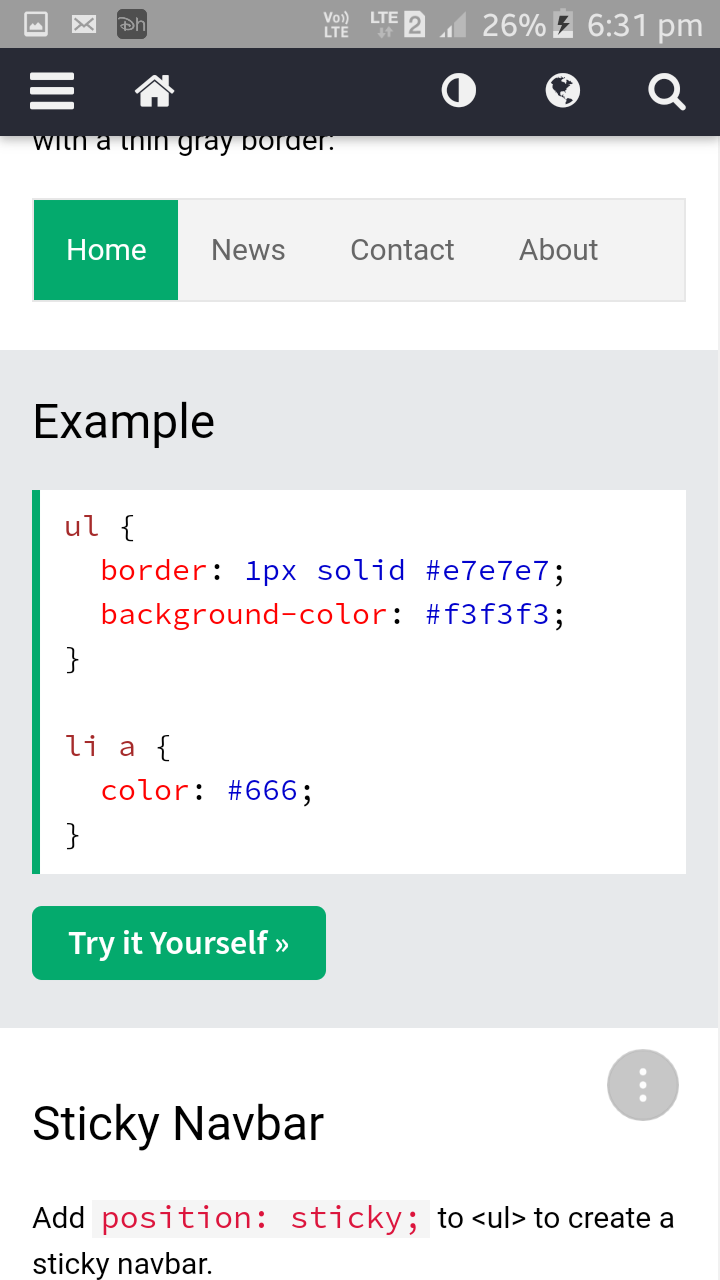 Vo)) LTE LTE 2 26% 6:31 pm
with a thin gray border:
Home News Contact About
Example
ul {
  border: 1px solid #e7e7e7;
  background-color: #f3f3f3;
}
li a {
  color: #666;
}
Try it Yourself »
Sticky Navbar
Add position: sticky; to <ul> to create a
sticky navbar.